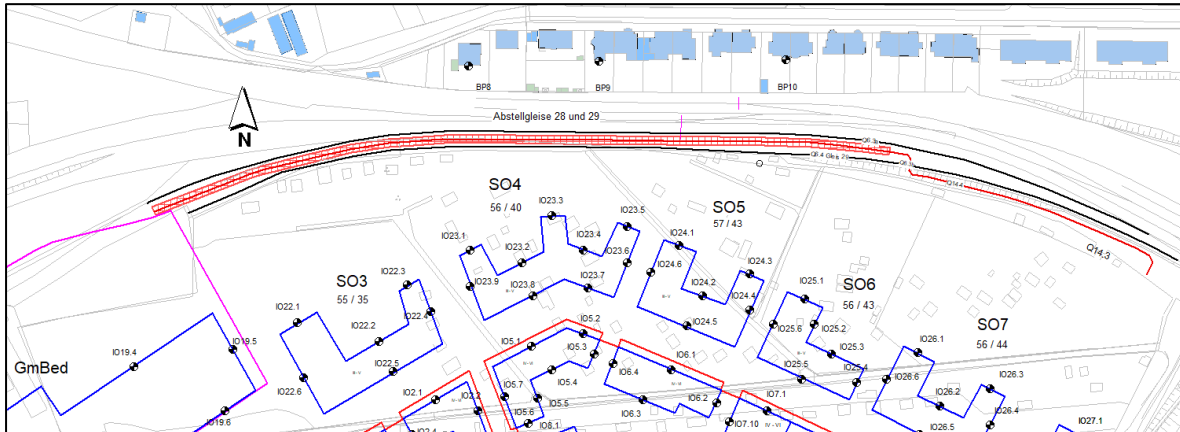 BP8
BP9
BP10
Abstellgleise 28 und 29
N
Q14.4
Q14,3
SO4
56 / 40
IO23.3
IO23.5
SO5
57 / 43
IO23.1
IO23.2
IO23.4
IO23.6
IO24.1
IO24.3
IO24.6
IO24.2
IO24.4
IO24.5
IO23.9
IO23.8
IO23.7
SO3
55 / 35
IO22.3
IO22.1
IO22.2
IO22.4
IO22.5
IO22.6
SO6
56 / 43
IO25.1
IO25.6
IO25.2
IO25.3
IO25.4
IO25.5
SO7
56 / 44
IO26.1
IO26.6
IO26.2
IO26.3
IO26.4
IO26.5
IO27.1
GmBed
IO19.4
IO19.5
IO19.6
IO5.1
IO5.2
IO5.3
IO5.4
IO5.7
IO5.5
IO5.6
IO6.1
IO6.4
IO6.3
IO6.2
IO7.1
IO7.10
IV - VI
IO2.1
IO2.2
IO2.4
IO8.1